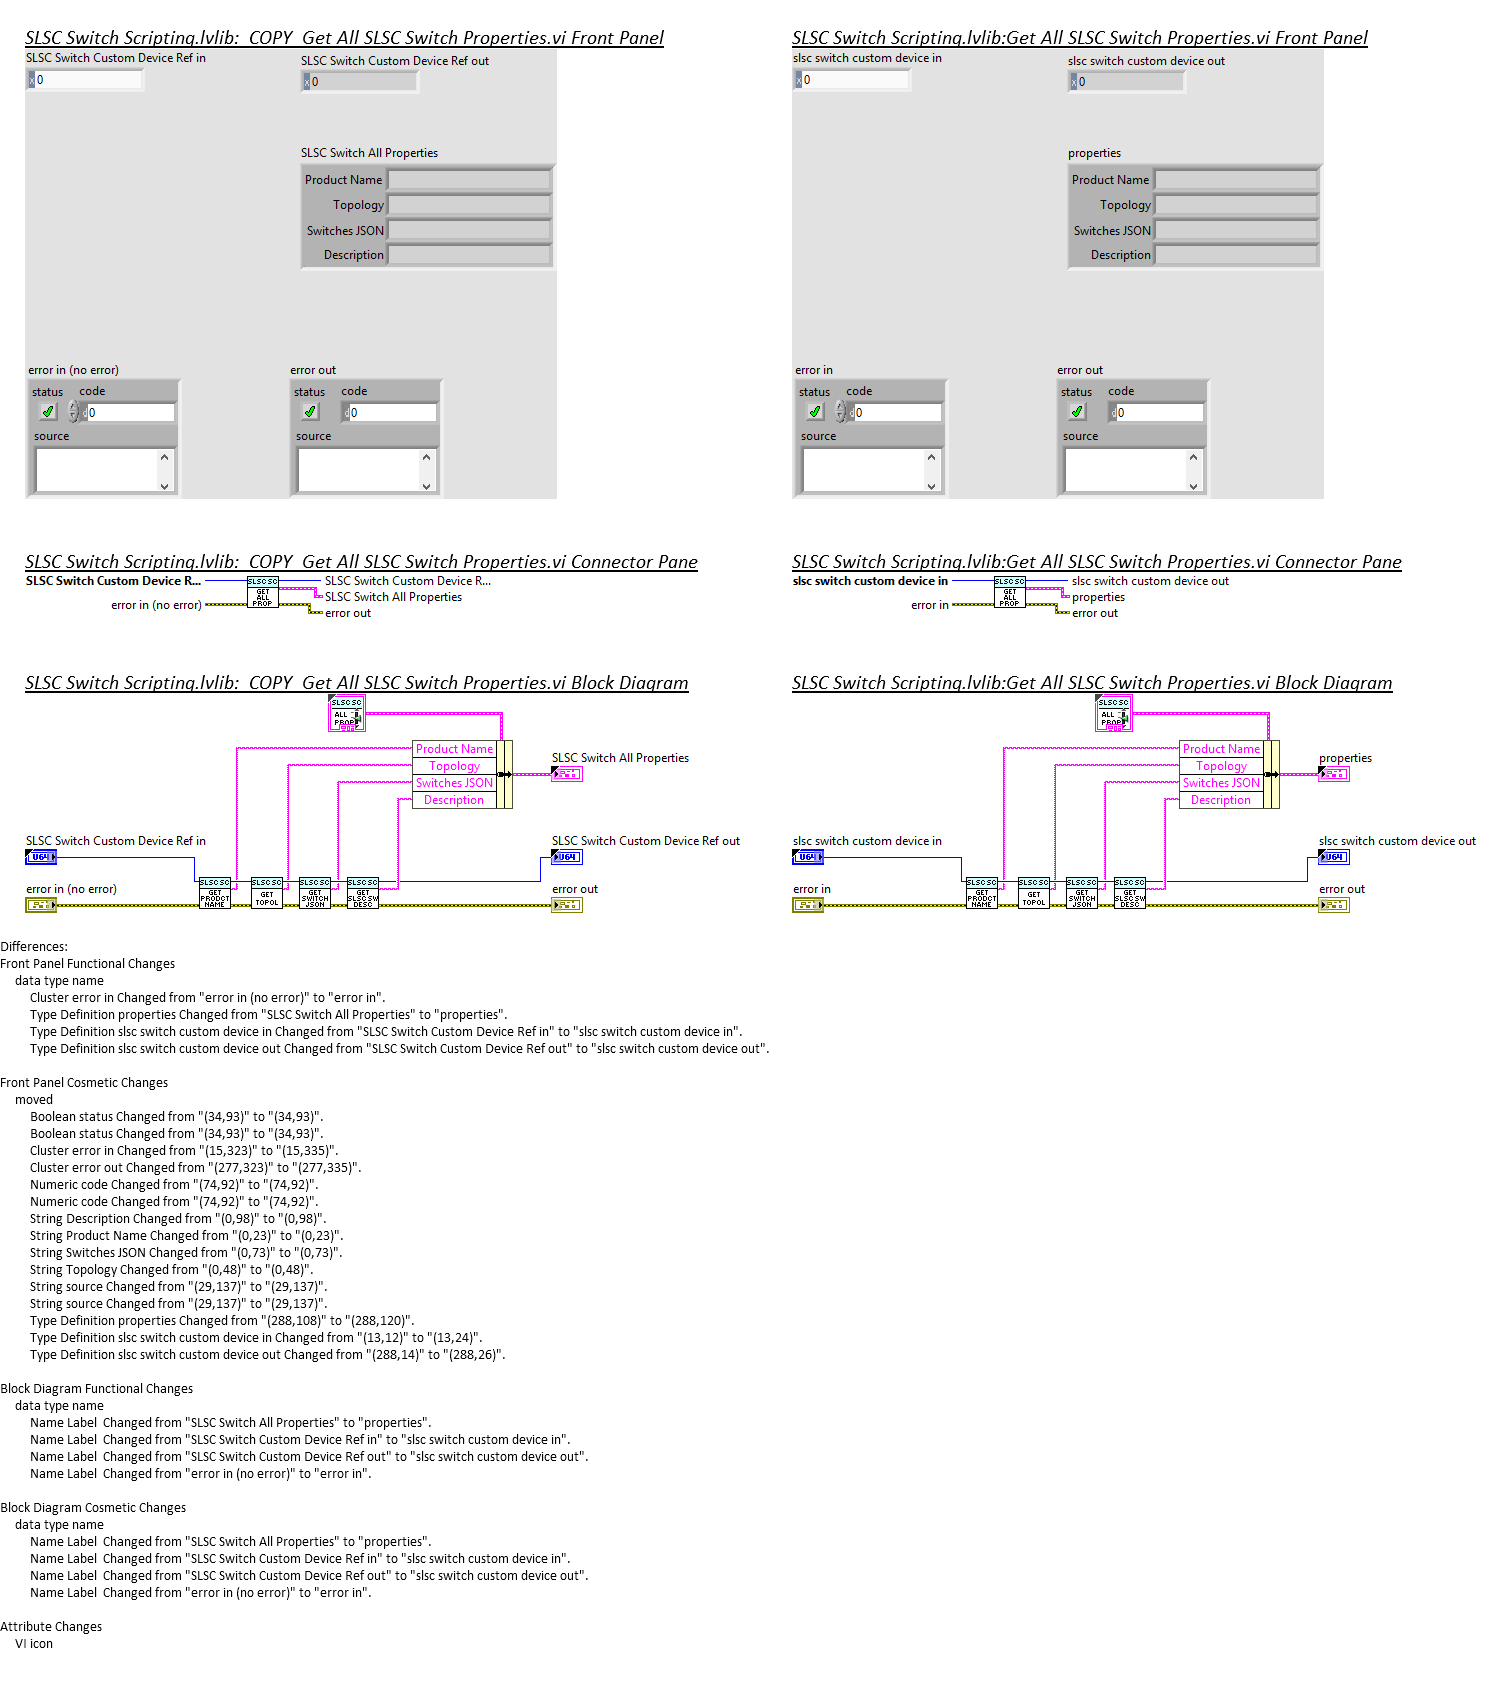 SLSC Switch Scripting.lvlib:_COPY_Get All SLSC Switch Properties.vi Front Panel
SLSC Switch Custom Device Ref in
SLSC Switch Custom Device Ref out
x 0
x 0
SLSC Switch All Properties
Product Name
Topology
Switches JSON
Description
error in (no error)
error out
status code
status code
d 0
d 0
source
source
SLSC Switch Scripting.lvlib:Get All SLSC Switch Properties.vi Front Panel
slsc switch custom device in
slsc switch custom device out
x 0
x 0
properties
Product Name
Topology
Switches JSON
Description
error in
error out
status code
status code
d 0
d 0
source
source
SLSC Switch Scripting.lvlib:_COPY_Get All SLSC Switch Properties.vi Connector Pane
SLSC Switch Custom Device R...
error in (no error)
SLSC SC
GET
ALL
PROP
SLSC Switch Custom Device R...
SLSC Switch All Properties
error out
SLSC Switch Scripting.lvlib:Get All SLSC Switch Properties.vi Connector Pane
slsc switch custom device in
error in
SLSC SC
GET
ALL
PROP
slsc switch custom device out
properties
error out
SLSC Switch Scripting.lvlib:_COPY_Get All SLSC Switch Properties.vi Block Diagram
SLSC SC
ALL
PROP
Product Name
Topology
Switches JSON
Description
SLSC Switch All Properties
SLSC Switch Custom Device Ref in
U64
SLSC Switch Custom Device Ref out
U64
error in (no error)
error out
SLSC SC
GET
PRODCT
NAME
SLSC SC
GET
TOPOL
SLSC SC
GET
SWITCH
JSON
SLSC SC
GET
SLSC SW
DESC
SLSC Switch Scripting.lvlib:Get All SLSC Switch Properties.vi Block Diagram
SLSC SC
ALL
PROP
Product Name
Topology
Switches JSON
Description
properties
slsc switch custom device in
U64
slsc switch custom device out
U64
error in
error out
SLSC SC
GET
PRODCT
NAME
SLSC SC
GET
TOPOL
SLSC SC
GET
SWITCH
JSON
SLSC SC
GET
SLSC SW
DESC
Differences:
Front Panel Functional Changes
data type name
Cluster error in Changed from "error in (no error)" to "error in".
Type Definition properties Changed from "SLSC Switch All Properties" to "properties".
Type Definition slsc switch custom device in Changed from "SLSC Switch Custom Device Ref in" to "slsc switch custom device in".
Type Definition slsc switch custom device out Changed from "SLSC Switch Custom Device Ref out" to "slsc switch custom device out".
Front Panel Cosmetic Changes
moved
Boolean status Changed from "(34,93)" to "(34,93)".
Boolean status Changed from "(34,93)" to "(34,93)".
Cluster error in Changed from "(15,323)" to "(15,335)".
Cluster error out Changed from "(277,323)" to "(277,335)".
Numeric code Changed from "(74,92)" to "(74,92)".
Numeric code Changed from "(74,92)" to "(74,92)".
String Description Changed from "(0,98)" to "(0,98)".
String Product Name Changed from "(0,23)" to "(0,23)".
String Switches JSON Changed from "(0,73)" to "(0,73)".
String Topology Changed from "(0,48)" to "(0,48)".
String source Changed from "(29,137)" to "(29,137)".
String source Changed from "(29,137)" to "(29,137)".
Type Definition properties Changed from "(288,108)" to "(288,120)".
Type Definition slsc switch custom device in Changed from "(13,12)" to "(13,24)".
Type Definition slsc switch custom device out Changed from "(288,14)" to "(288,26)".
Block Diagram Functional Changes
data type name
Name Label  Changed from "SLSC Switch All Properties" to "properties".
Name Label  Changed from "SLSC Switch Custom Device Ref in" to "slsc switch custom device in".
Name Label  Changed from "SLSC Switch Custom Device Ref out" to "slsc switch custom device out".
Name Label  Changed from "error in (no error)" to "error in".
Block Diagram Cosmetic Changes
data type name
Name Label  Changed from "SLSC Switch All Properties" to "properties".
Name Label  Changed from "SLSC Switch Custom Device Ref in" to "slsc switch custom device in".
Name Label  Changed from "SLSC Switch Custom Device Ref out" to "slsc switch custom device out".
Name Label  Changed from "error in (no error)" to "error in".
Attribute Changes
VI icon